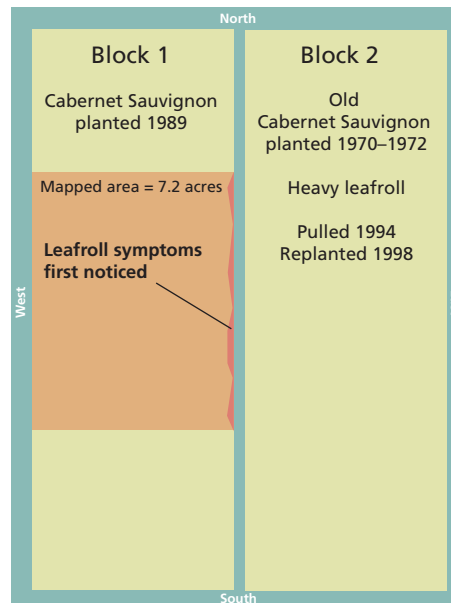 North
Block 1
Cabernet Sauvignon
planted 1989
Mapped area = 7.2 acres
Leafroll symptoms
first noticed
Block 2
Old
Cabernet Sauvignon
planted 1970–1972
Heavy leafroll
Pulled 1994
Replanted 1998
West
South